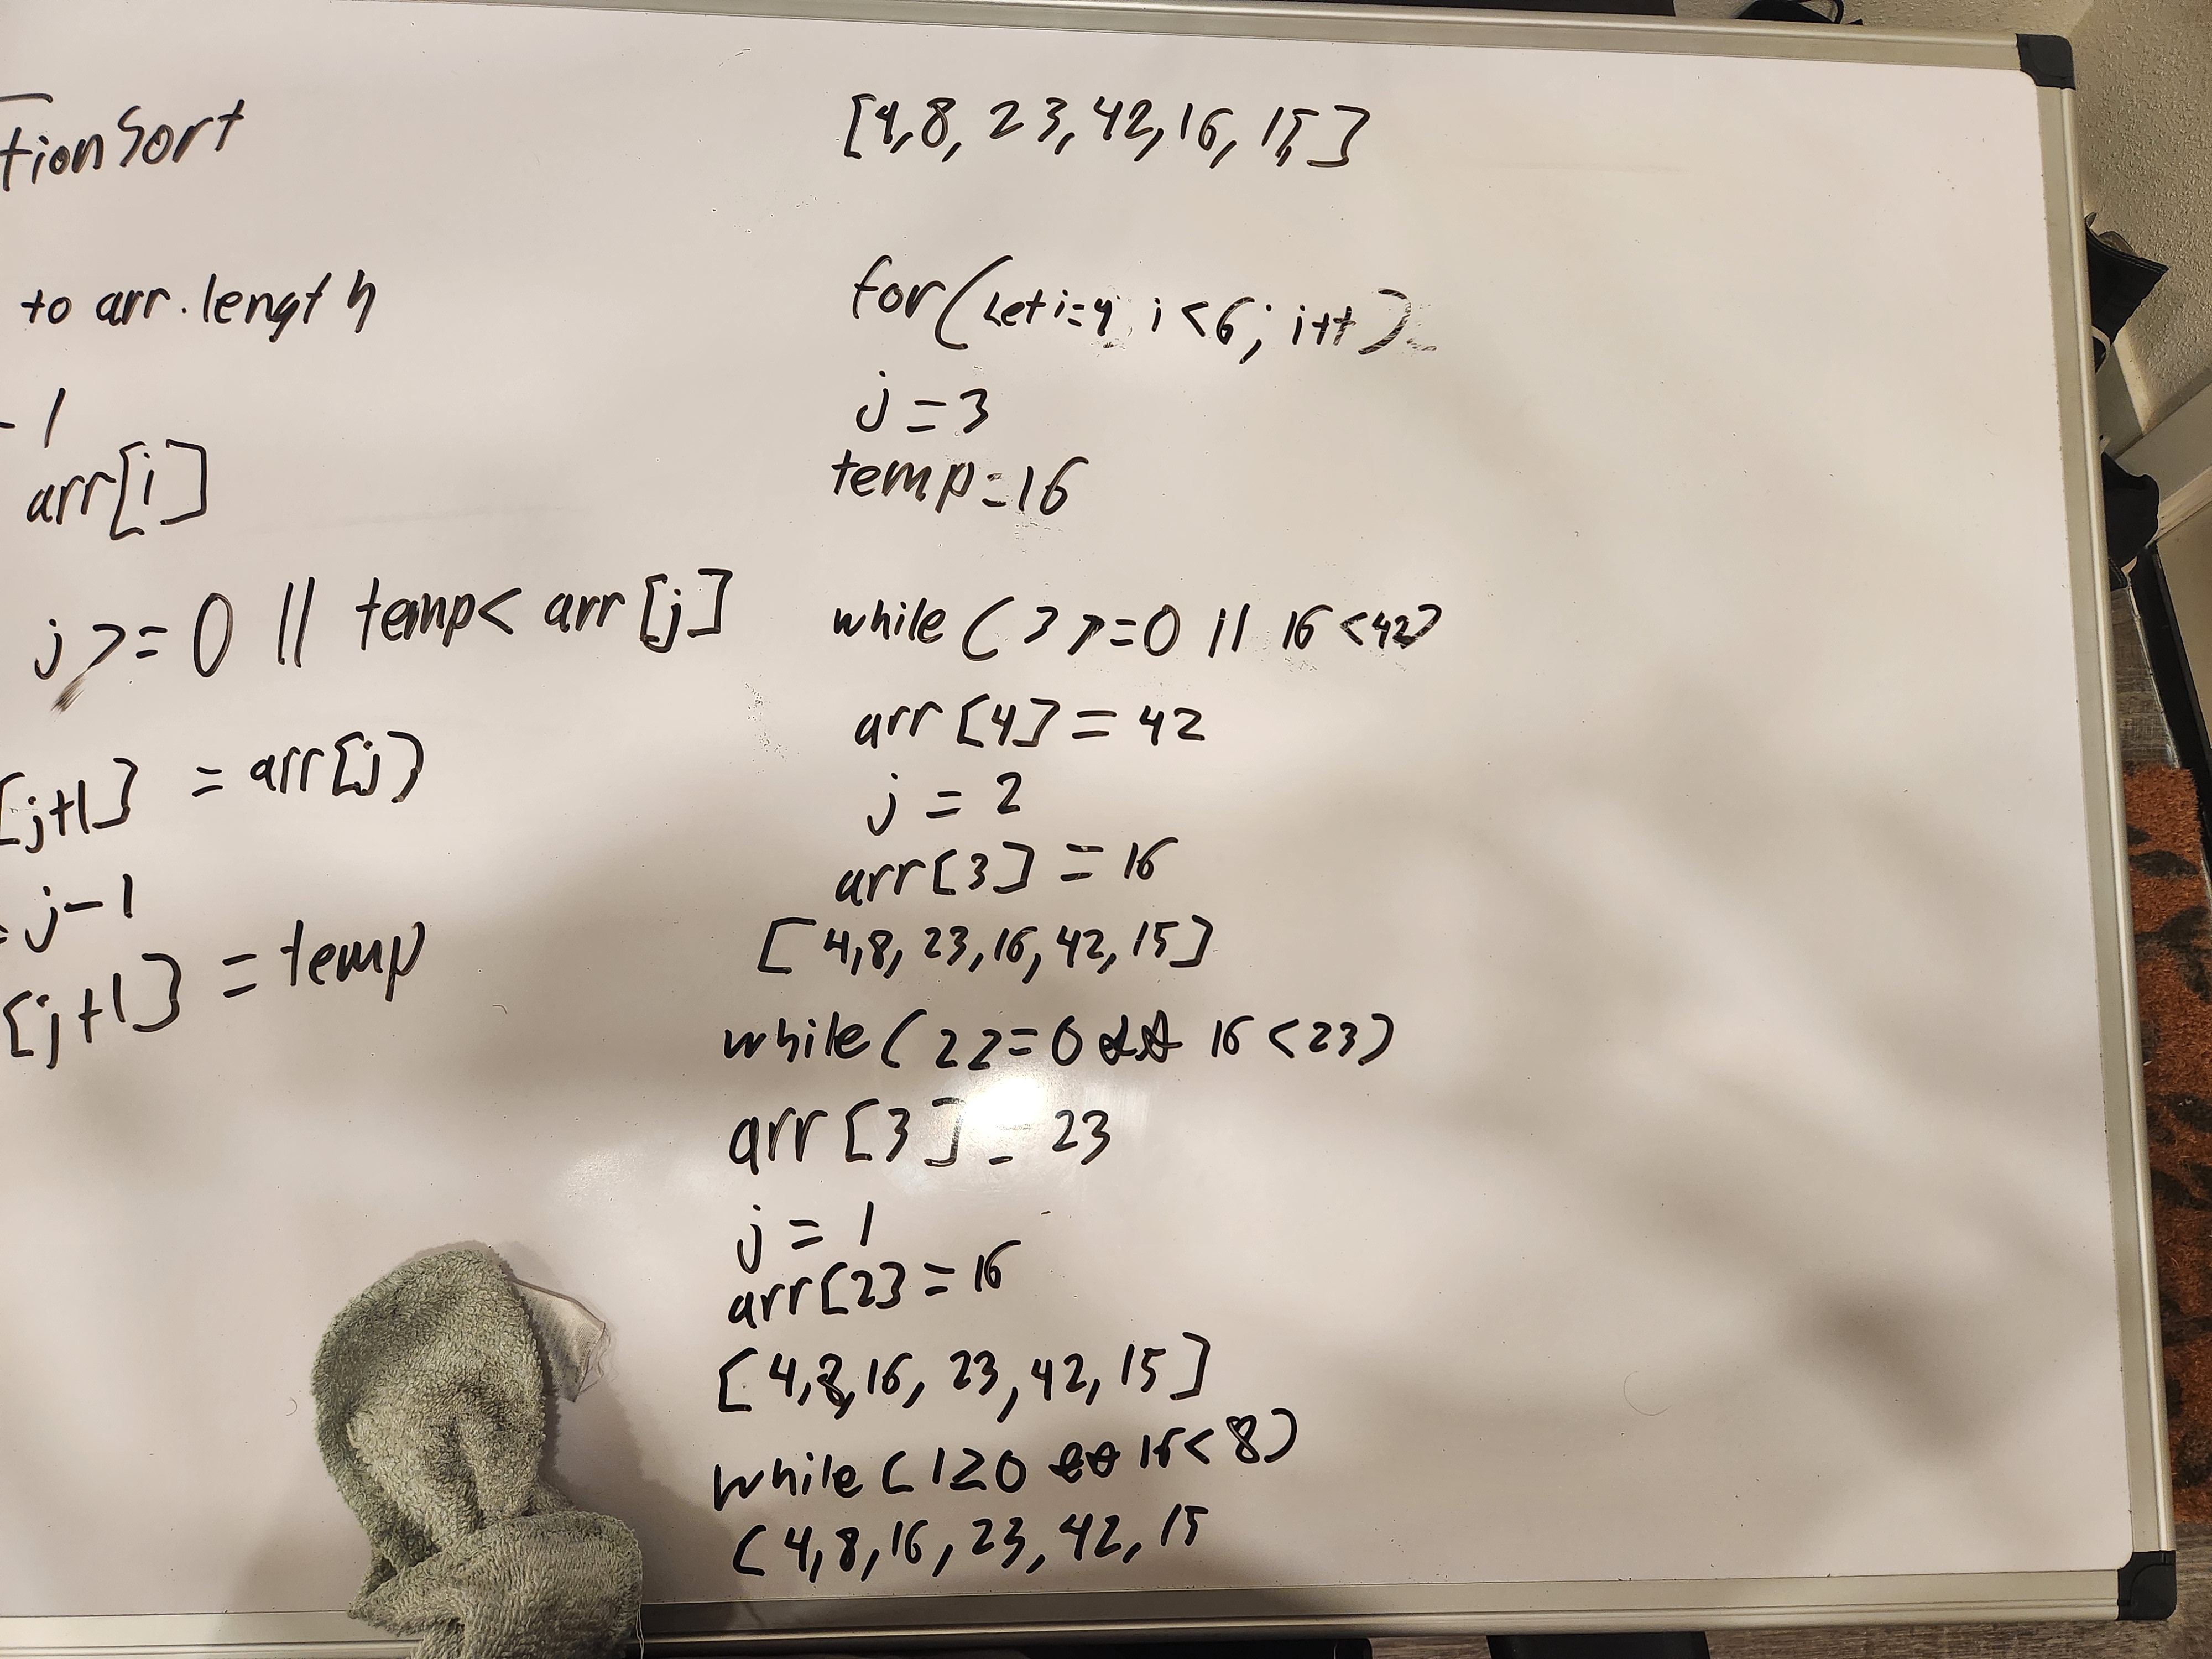 tionSort
to arr.length
- 1
arr[i]
j >= 0 || temp < arr[j]
[j+1] = arr[j]
= j - 1
[j+1] = temp
[4,8, 23, 42, 16, 15]
for(let i=4 i<6, i++)
j = 3
temp = 16
while (3 >= 0 || 16 < 42)
arr[4] = 42
j = 2
arr[3] = 16
[4,8, 23, 16, 42, 15]
while (2 >= 0 16 < 23)
arr[3] = 23
j = 1
arr[2] = 16
[4,8, 16, 23, 42, 15]
while ( 1 ≥ 0 16 < 8)
[4, 8, 16, 23, 42, 15